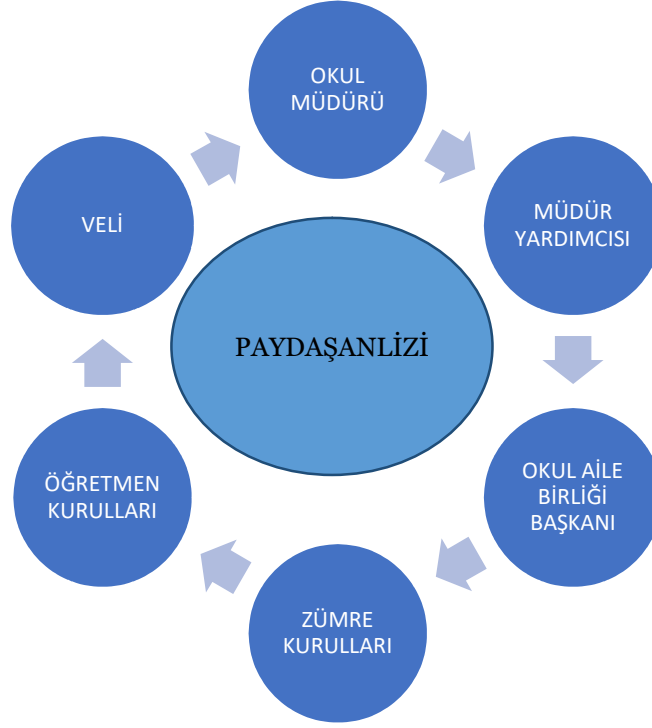 OKUL
MÜDÜRÜ
MÜDÜR
YARDIMCISI
OKUL AİLE
BİRLİĞİ
BAŞKANI
ZÜMRE
KURULLARI
ÖĞRETMEN
KURULLARI
VELİ
PAYDAŞANLİZİ